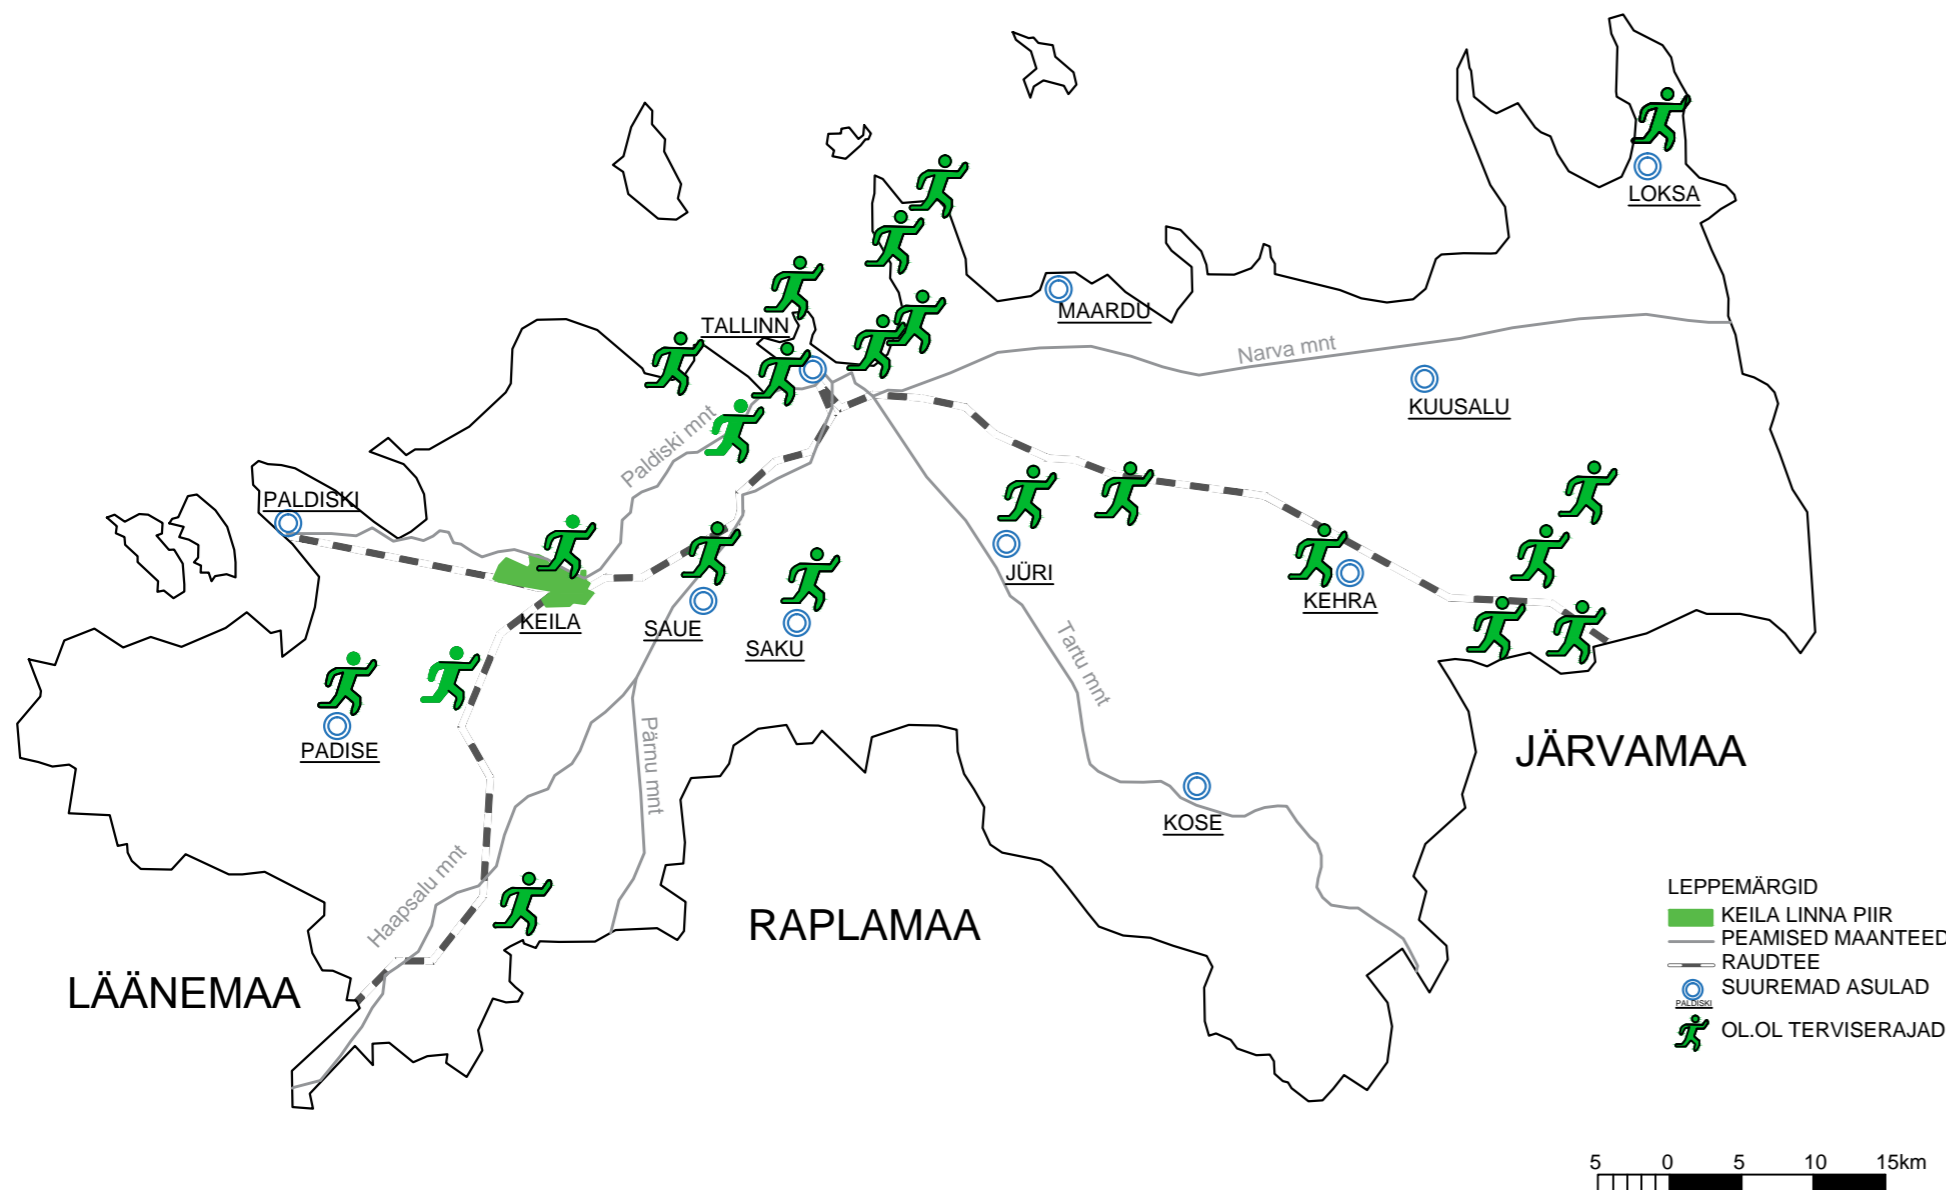 LOKSA
MAARDU
TALLINN
Narva mnt
KUUSALU
Paldiski mnt
PALDISKI
JÜRI
KEHRA
KEILA
SAUE
SAKU
Tartu mnt
PADISE
Pärnu mnt
JÄRVAMAA
KOSE
Haapsalu mnt
RAPLAMAA
LÄÄNEMAA
LEPPEMÄRGID
KEILA LINNA PIIR
PEAMISED MAANTEED
RAUDTEE
SUUREMAD ASULAD
PALDISKI
OL.OL TERVISERAJAD
5 0 5 10 15km